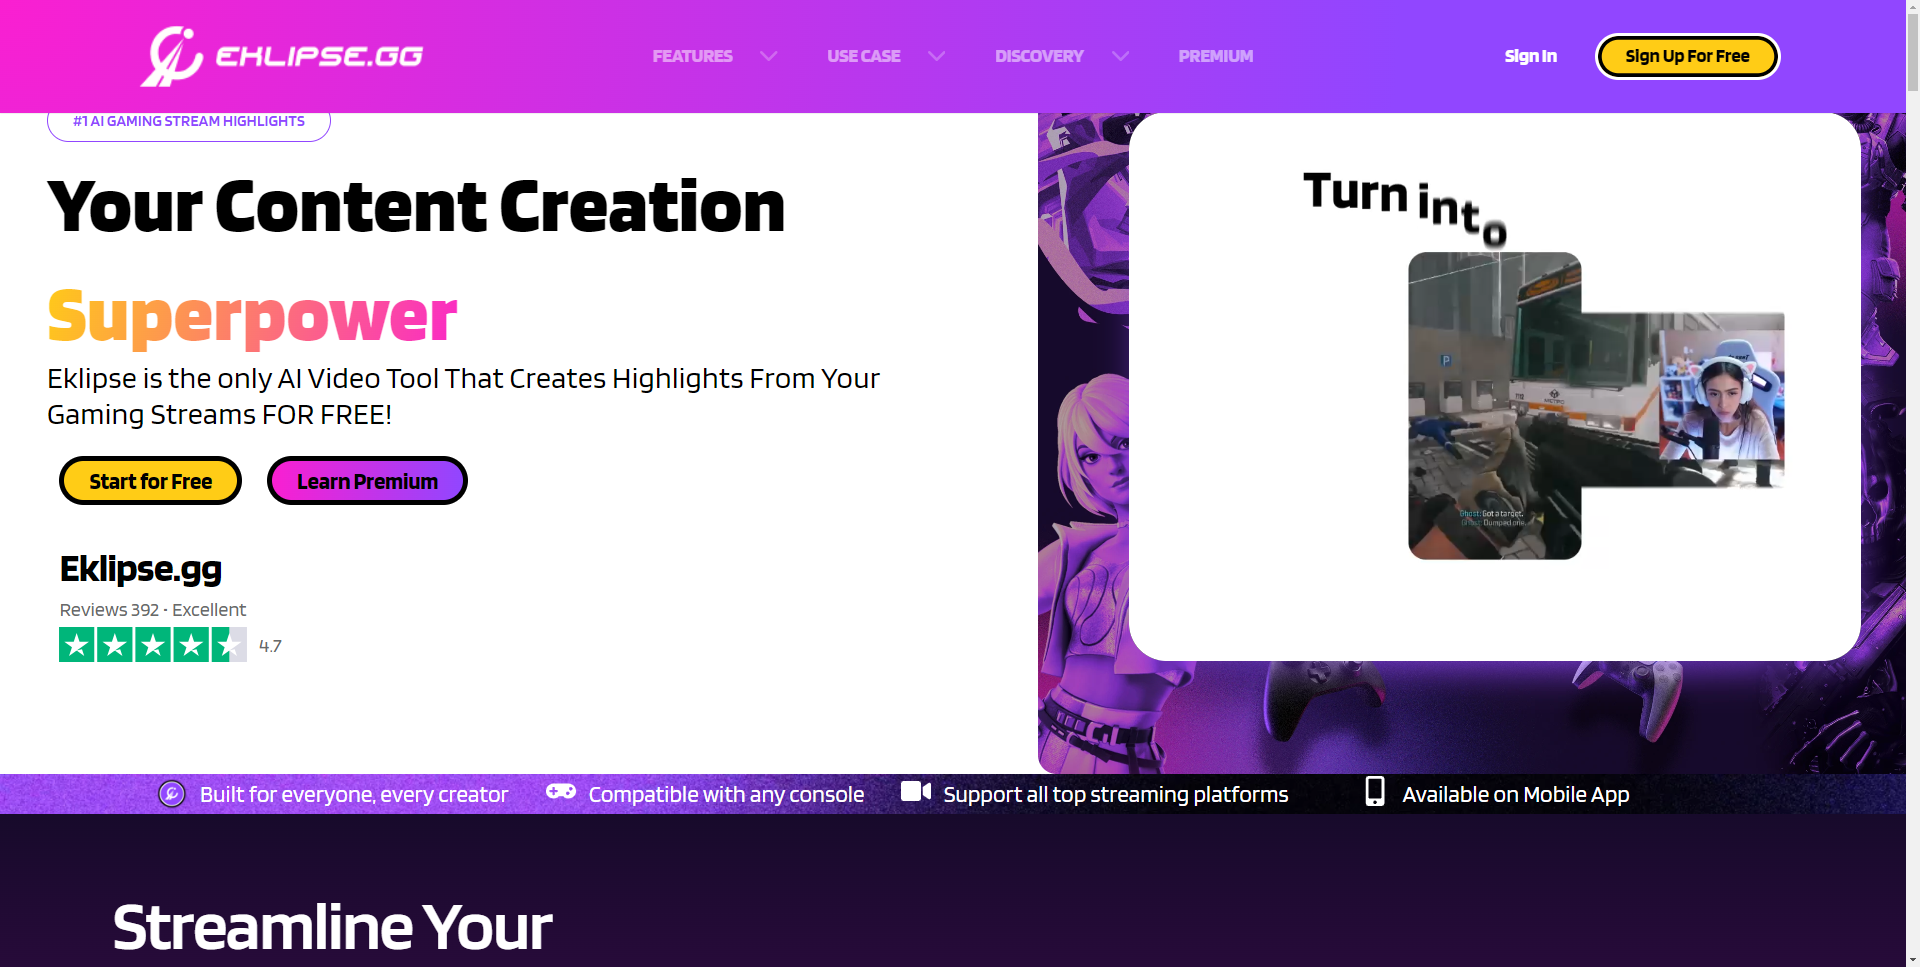 EKLIPSE.GG
FEATURES
USE CASE
DISCOVERY
PREMIUM
Sign In
Sign Up For Free
#1 AI GAMING STREAM HIGHLIGHTS
Your Content Creation
Superpower
Eklipse is the only AI Video Tool That Creates Highlights From Your
Gaming Streams FOR FREE!
Start for Free
Learn Premium
Eklipse.gg
Reviews 392 • Excellent
4.7
Turn into
P
METRO
Ghost: Got a target.
Ghost: Dumped one.
Built for everyone, every creator
Compatible with any console
Support all top streaming platforms
Available on Mobile App
Streamline Your